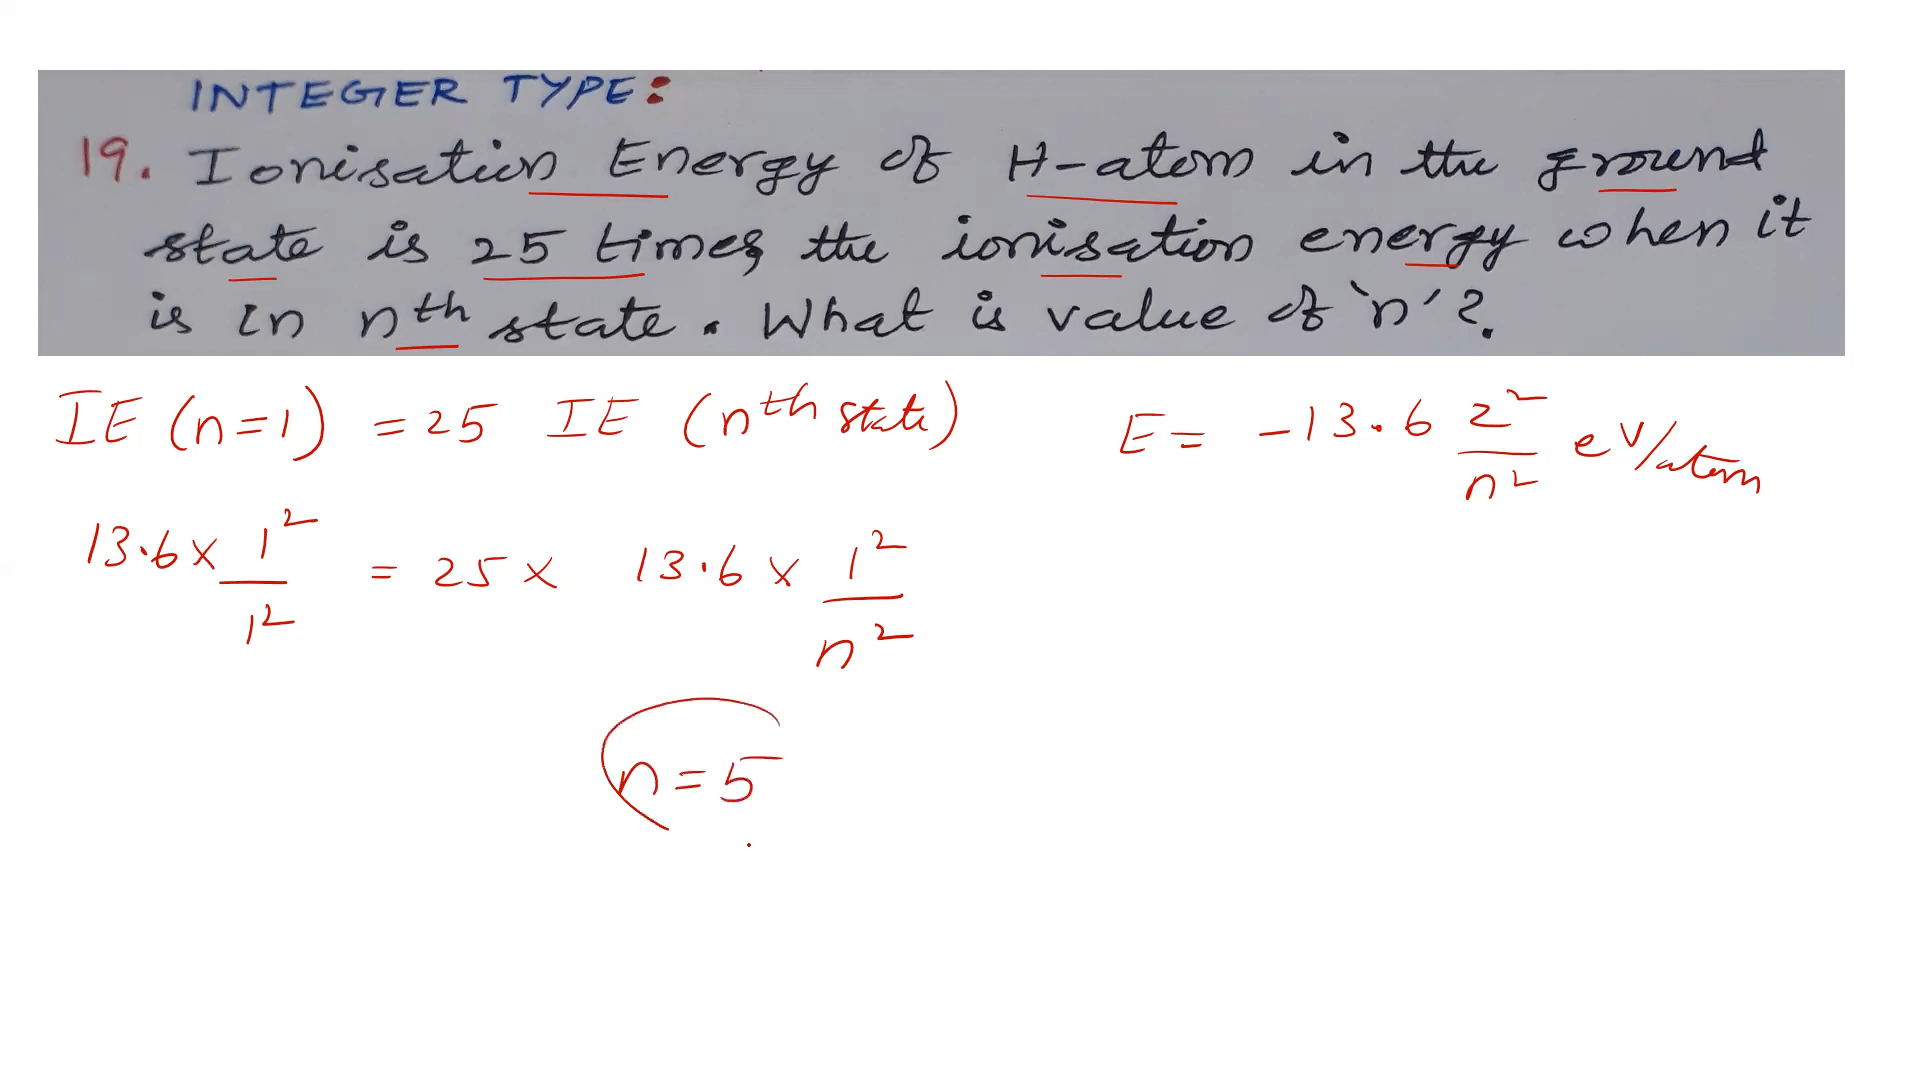 INTEGER TYPE:
19. Ionisation Energy of H-atom in the ground
state is 25 times the ionisation energy when it
is in nth state. What is value of 'n'?
IE (n=1) = 25 IE (nth state)
E = -13.6 z²/n² eV/atom
13.6 x 1²/1² = 25 x 13.6 x 1²/n²
n=5